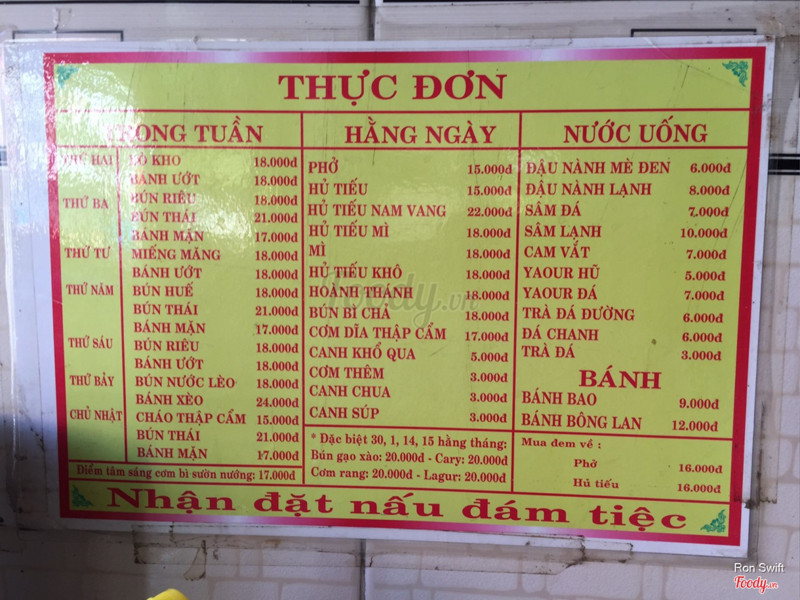 THỰC ĐƠN
TRONG TUẦN
THỨ HAI BÒ KHO 18.000đ
BÁNH ƯỚT 18.000đ
THỨ BA BÚN RIÊU 18.000đ
BÚN THÁI 21.000đ
BÁNH MẶN 17.000đ
THỨ TƯ MIẾNG MĂNG 18.000đ
BÁNH ƯỚT 18.000đ
THỨ NĂM BÚN HUẾ 18.000đ
BÚN THÁI 21.000đ
BÁNH MẶN 17.000đ
THỨ SÁU BÚN RIÊU 18.000đ
BÁNH ƯỚT 18.000đ
THỨ BẢY BÚN NƯỚC LÈO 18.000đ
BÁNH XÈO 24.000đ
CHỦ NHẬT CHÁO THẬP CẨM 15.000đ
BÚN THÁI 21.000đ
BÁNH MẶN 17.000đ
Điểm tâm sáng cơm bì sườn nướng: 17.000đ
HẰNG NGÀY
PHỞ 15.000đ
HỦ TIẾU 15.000đ
HỦ TIẾU NAM VANG 22.000đ
HỦ TIẾU MÌ 18.000đ
MÌ 18.000đ
HỦ TIẾU KHÔ 18.000đ
HOÀNH THÁNH 18.000đ
BÚN BÌ CHẢ 18.000đ
CƠM DĨA THẬP CẨM 17.000đ
CANH KHỔ QUA 5.000đ
CƠM THÊM 3.000đ
CANH CHUA 3.000đ
CANH SÚP 3.000đ
* Đặc biệt 30, 1, 14, 15 hằng tháng:
Bún gạo xào: 20.000đ - Cary: 20.000đ
Cơm rang: 20.000đ - Lagur: 20.000đ
NƯỚC UỐNG
ĐẬU NÀNH MÈ ĐEN 6.000đ
ĐẬU NÀNH LẠNH 8.000đ
SÂM ĐÁ 7.000đ
SÂM LẠNH 10.000đ
CAM VẮT 7.000đ
YAOUR HŨ 5.000đ
YAOUR ĐÁ 7.000đ
TRÀ ĐÁ ĐƯỜNG 6.000đ
ĐÁ CHANH 6.000đ
TRÀ ĐÁ 3.000đ
BÁNH
BÁNH BAO 9.000đ
BÁNH BÔNG LAN 12.000đ
Mua đem về :
Phở 16.000đ
Hủ tiếu 16.000đ
Nhận đặt nấu đám tiệc
Foody.vn
Ron Swift
Foody.vn